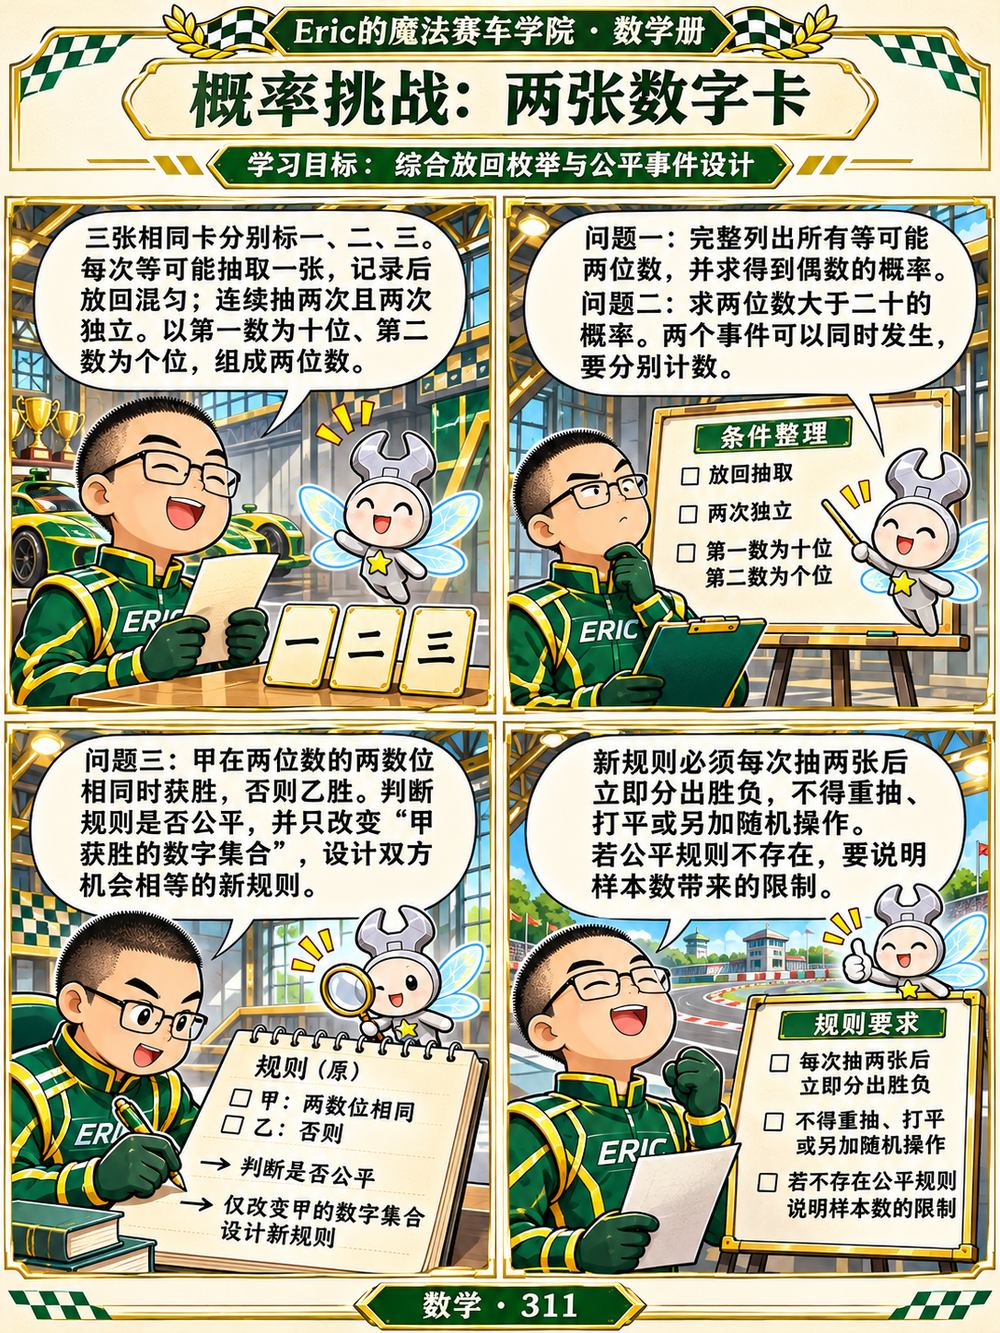 Eric的魔法赛车学院 · 数学册
概率挑战：两张数字卡
学习目标：综合放回枚举与公平事件设计
三张相同卡分别标一、二、三。
每次等可能抽取一张，记录后
放回混匀；连续抽两次且两次
独立。以第一数为十位、第二
数为个位，组成两位数。
ERIC
一
二
三
问题一：完整列出所有等可能
两位数，并求得到偶数的概率。
问题二：求两位数大于二十的
概率。两个事件可以同时发生，
要分别计数。
条件整理
放回抽取
两次独立
第一数为十位
第二数为个位
ERIC
问题三：甲在两位数的两数位
相同时获胜，否则乙胜。判断
规则是否公平，并只改变“甲
获胜的数字集合”，设计双方
机会相等的新规则。
ERIC
规则（原）
甲：两数位相同
乙：否则
→ 判断是否公平
→ 仅改变甲的数字集合
设计新规则
新规则必须每次抽两张后
立即分出胜负，不得重抽、
打平或另加随机操作。
若公平规则不存在，要说明
样本数带来的限制。
ERIC
规则要求
每次抽两张后
立即分出胜负
不得重抽、打平
或另加随机操作
若不存在公平规则
说明样本数的限制
数学 · 311